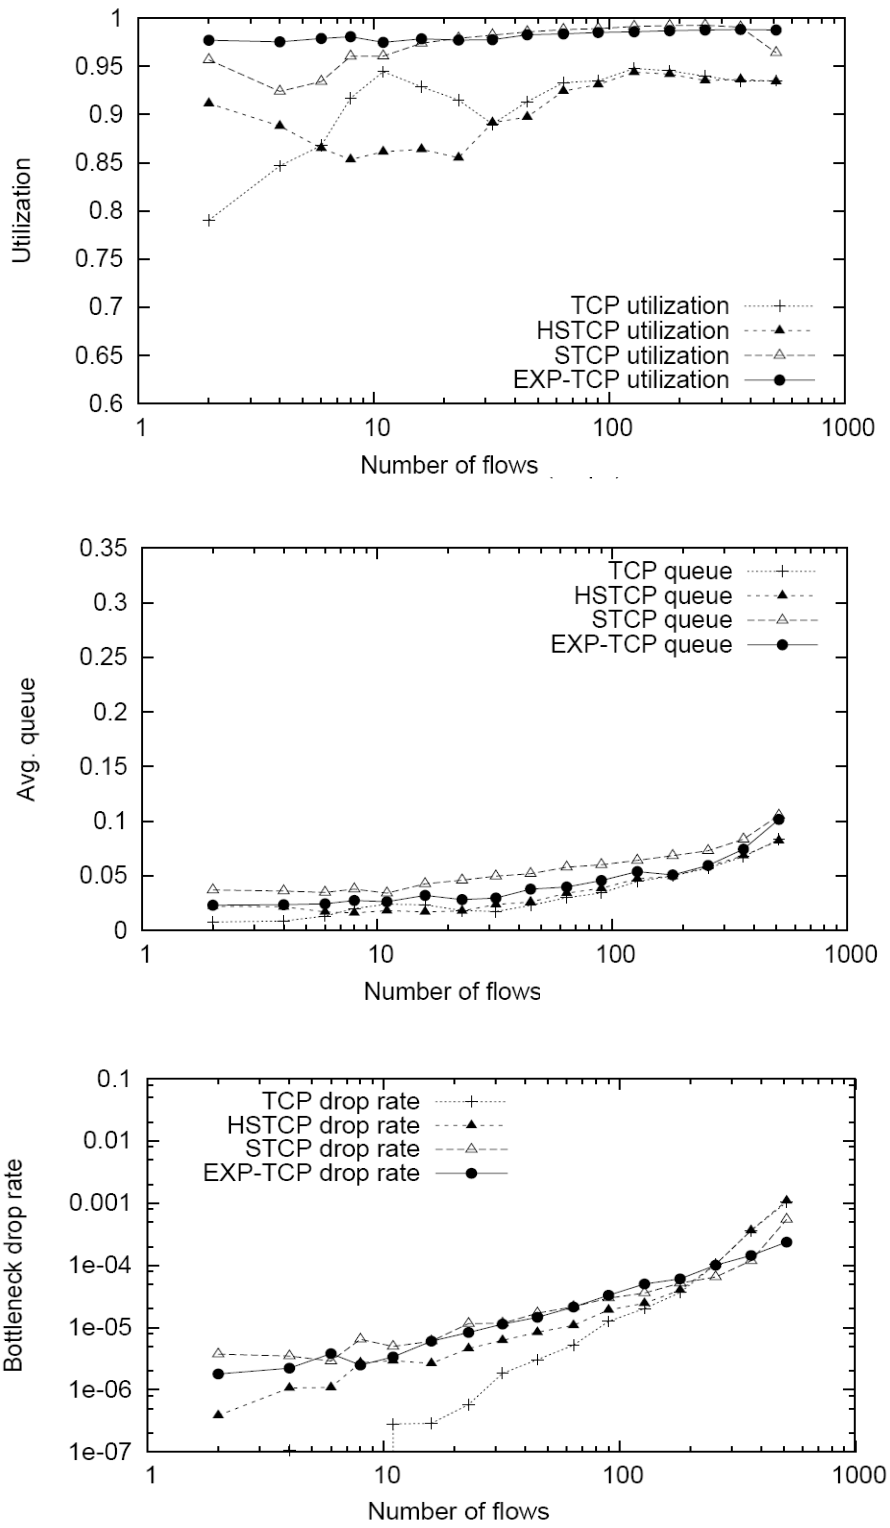 1
0.95
0.9
0.85
0.8
0.75
0.7
0.65
0.6
Utilization
TCP utilization
HSTCP utilization
STCP utilization
EXP-TCP utilization
1 10 100 1000
Number of flows
0.35
0.3
0.25
0.2
0.15
0.1
0.05
0
Avg. queue
TCP queue
HSTCP queue
STCP queue
EXP-TCP queue
1 10 100 1000
Number of flows
0.1
0.01
0.001
1e-04
1e-05
1e-06
1e-07
Bottleneck drop rate
TCP drop rate
HSTCP drop rate
STCP drop rate
EXP-TCP drop rate
1 10 100 1000
Number of flows